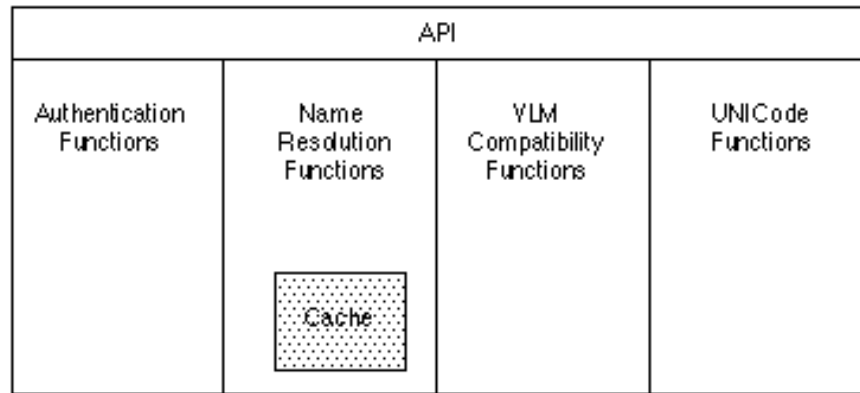 API
Authentication
Functions
Name
Resolution
Functions
VLM
Compatibility
Functions
UNICode
Functions
Cache